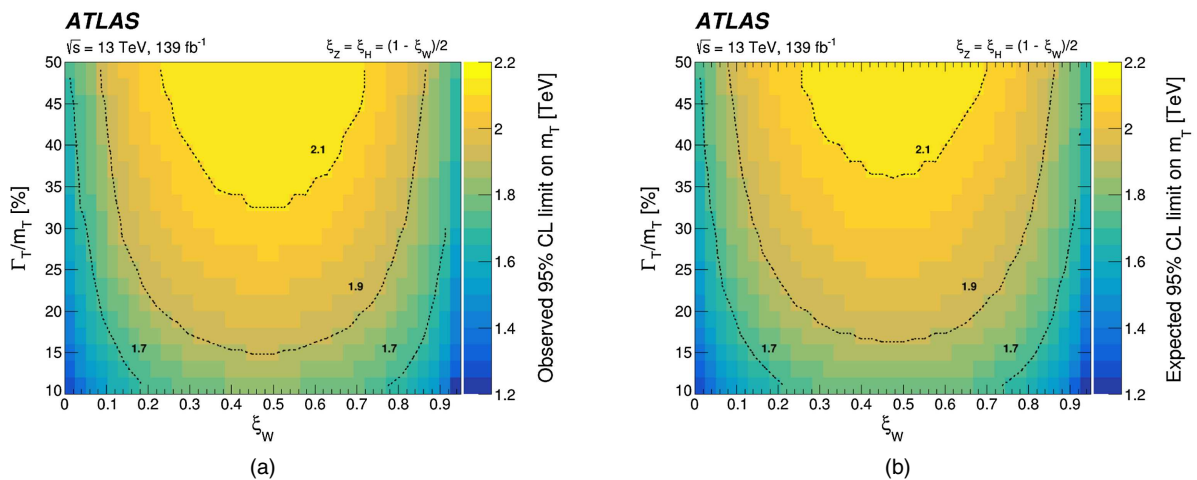 ATLAS
√s = 13 TeV, 139 fb⁻¹
ξ_Z = ξ_H = (1 - ξ_W)/2
Γ_T/m_T [%]
50
45
40
35
30
25
20
15
10
0 0.1 0.2 0.3 0.4 0.5 0.6 0.7 0.8 0.9
ξ_W
2.1
1.9
1.7
1.7
2.2
2
1.8
1.6
1.4
1.2
Observed 95% CL limit on m_T [TeV]
(a)
ATLAS
√s = 13 TeV, 139 fb⁻¹
ξ_Z = ξ_H = (1 - ξ_W)/2
Γ_T/m_T [%]
50
45
40
35
30
25
20
15
10
0 0.1 0.2 0.3 0.4 0.5 0.6 0.7 0.8 0.9
ξ_W
2.1
1.9
1.7
1.7
2.2
2
1.8
1.6
1.4
1.2
Expected 95% CL limit on m_T [TeV]
(b)